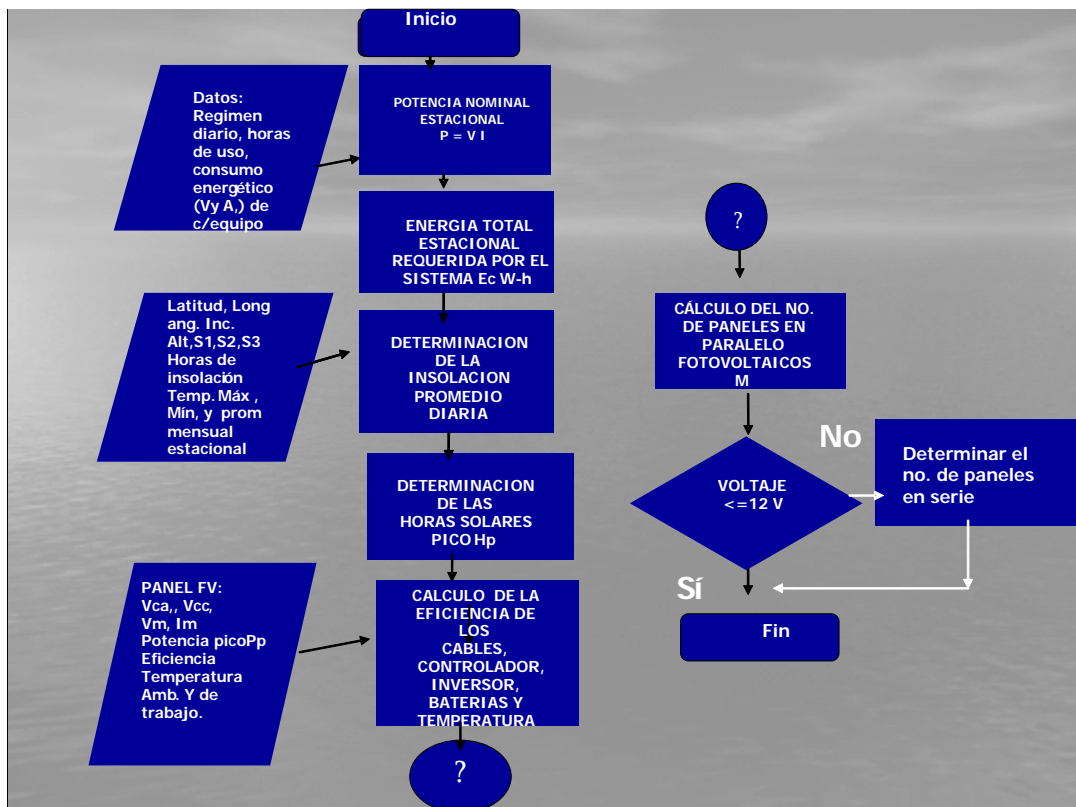 Inicio
Datos:
Regimen
diario, horas
de uso,
consumo
energético
(Vy A,) de
c/equipo
POTENCIA NOMINAL
ESTACIONAL
P = V I
ENERGIA TOTAL
ESTACIONAL
REQUERIDA POR EL
SISTEMA Ec W-h
Latitud, Long
ang. Inc.
Alt,S1,S2,S3
Horas de
insolación
Temp. Máx ,
Mín, y prom
mensual
estacional
DETERMINACION
DE LA
INSOLACION
PROMEDIO
DIARIA
DETERMINACION
DE LAS
HORAS SOLARES
PICO Hp
PANEL FV:
Vca,, Vcc,
Vm, Im
Potencia picoPp
Eficiencia
Temperatura
Amb. Y de
trabajo.
CALCULO DE LA
EFICIENCIA DE
LOS
CABLES,
CONTROLADOR,
INVERSOR,
BATERIAS Y
TEMPERATURA
?
?
CÁLCULO DEL NO.
DE PANELES EN
PARALELO
FOTOVOLTAICOS
M
VOLTAJE
<=12 V
No
Determinar el
no. de paneles
en serie
Sí
Fin